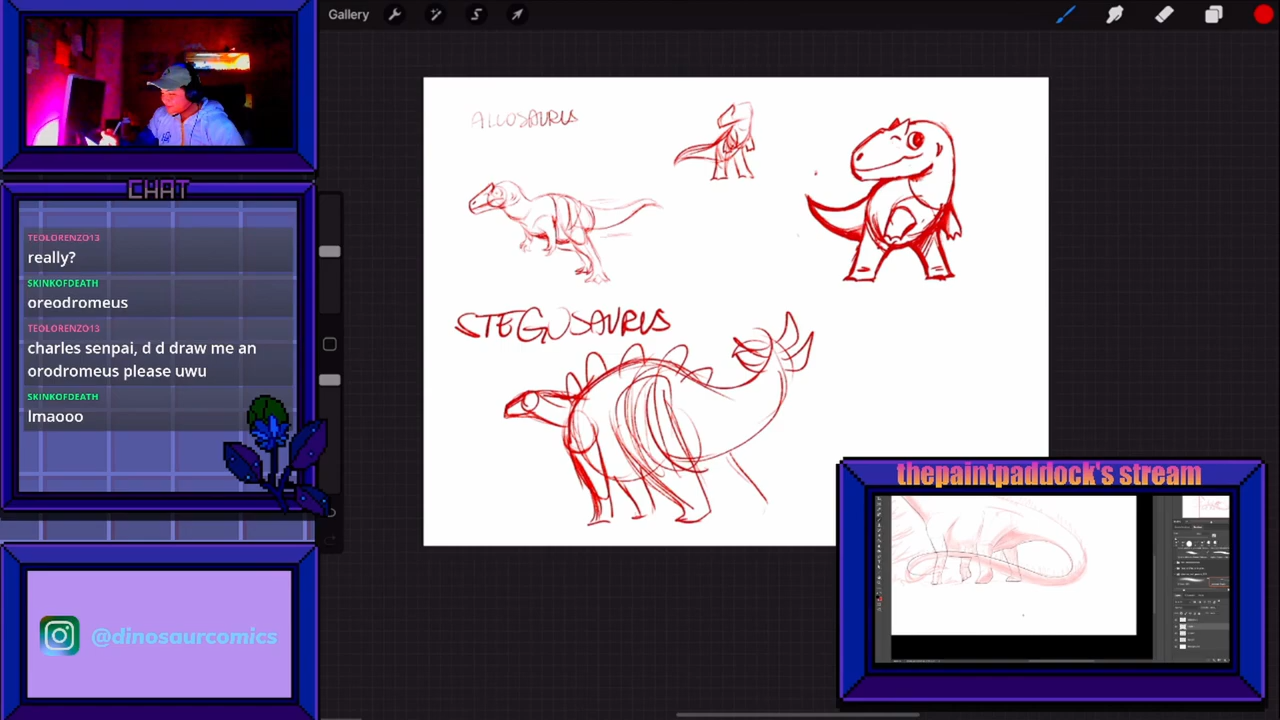 Gallery
CHAT
TEOLORENZO13
really?
SKINKOFDEATH
oreodromeus
TEOLORENZO13
charles senpai, d d draw me an
orodromeus please uwu
SKINKOFDEATH
lmaooo
@dinosaurcomics
ALLOSAURUS
STEGOSAURUS
thepaintpaddock's stream